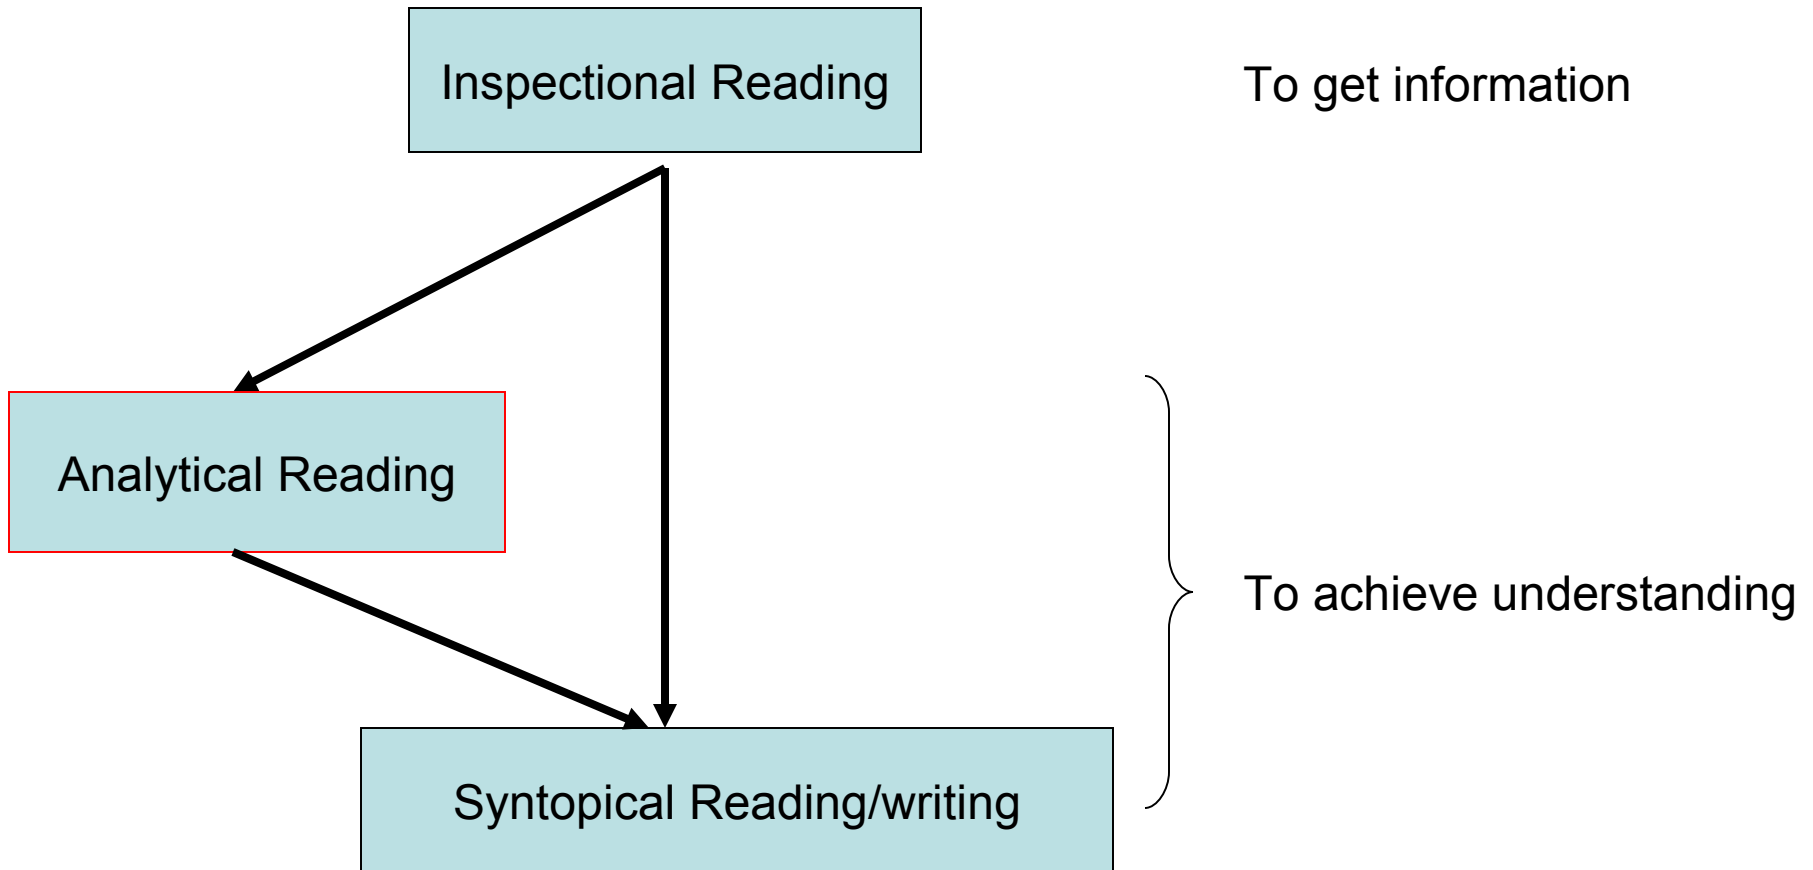 Inspectional Reading
To get information
Analytical Reading
To achieve understanding
Syntopical Reading/writing